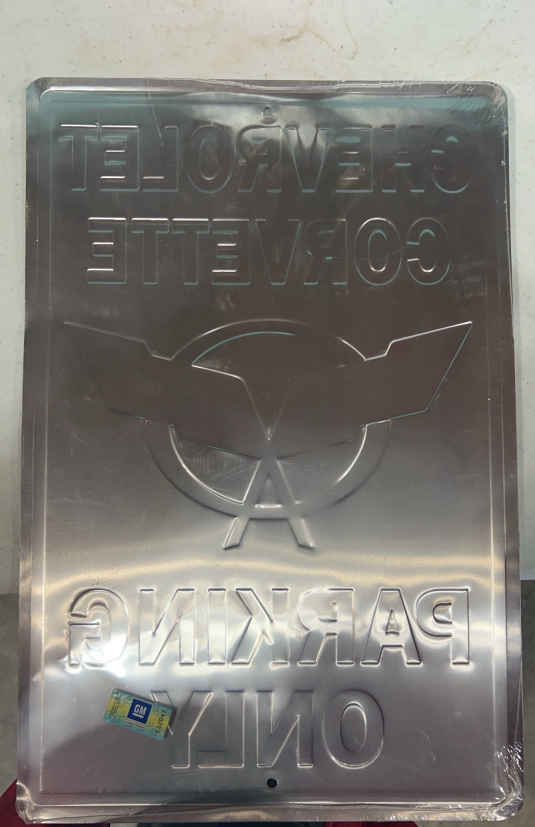 CHEVROLET
CORVETTE
PARKING
ONLY
GM